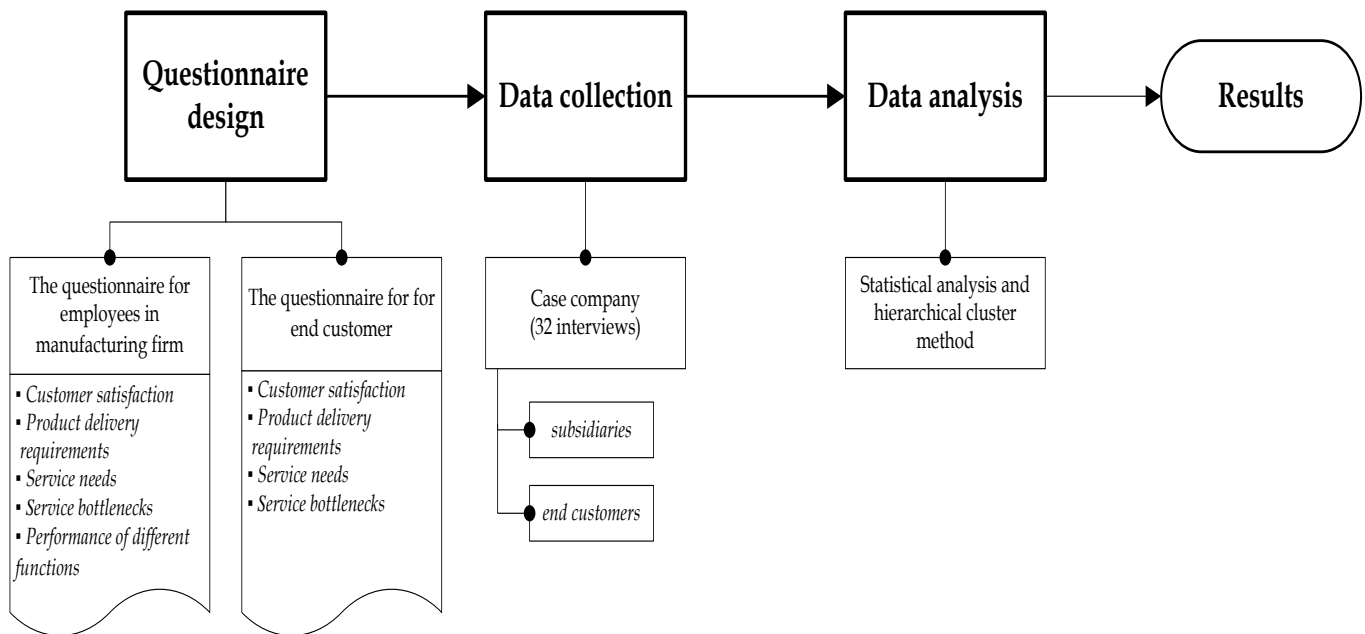 Questionnaire
design
Data collection
Data analysis
Results
The questionnaire for
employees in
manufacturing firm
▪ Customer satisfaction
▪ Product delivery
requirements
▪ Service needs
▪ Service bottlenecks
▪ Performance of different
functions
The questionnaire for for
end customer
▪ Customer satisfaction
▪ Product delivery
requirements
▪ Service needs
▪ Service bottlenecks
Case company
(32 interviews)
subsidiaries
end customers
Statistical analysis and
hierarchical cluster
method